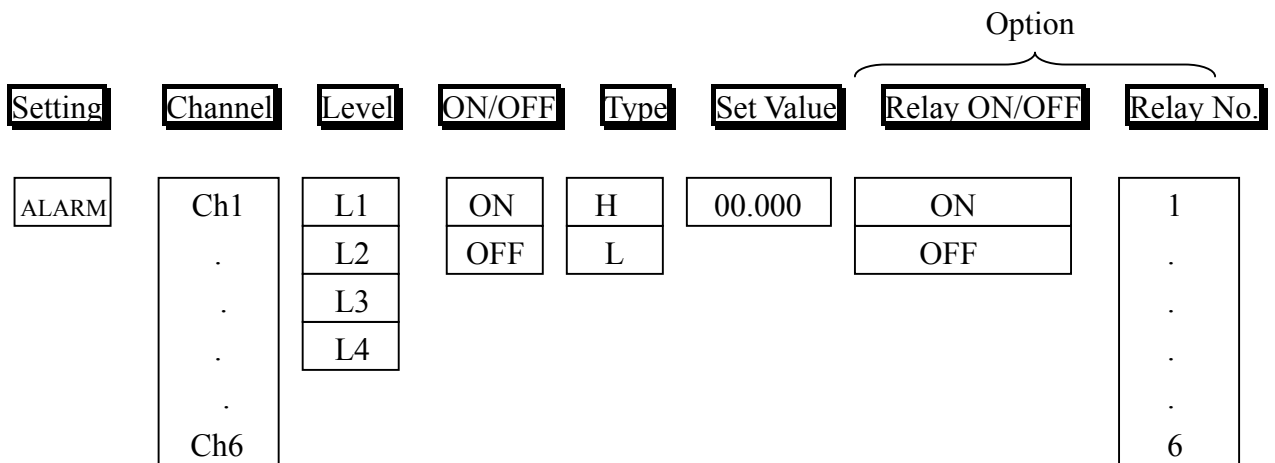 Option
Setting Channel Level ON/OFF Type Set Value Relay ON/OFF Relay No.
ALARM Ch1 L1 ON H 00.000 ON 1
. L2 OFF L OFF .
. L3 .
. L4 .
. .
Ch6 6